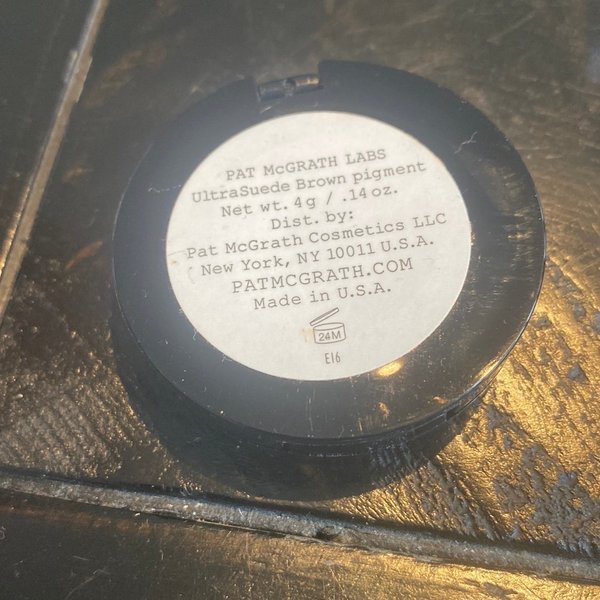 PAT McGRATH LABS
UltraSuede Brown pigment
Net wt. 4g / .14 oz.
Dist. by:
Pat McGrath Cosmetics LLC
New York, NY 10011 U.S.A.
PATMCGRATH.COM
Made in U.S.A.
24M
E16